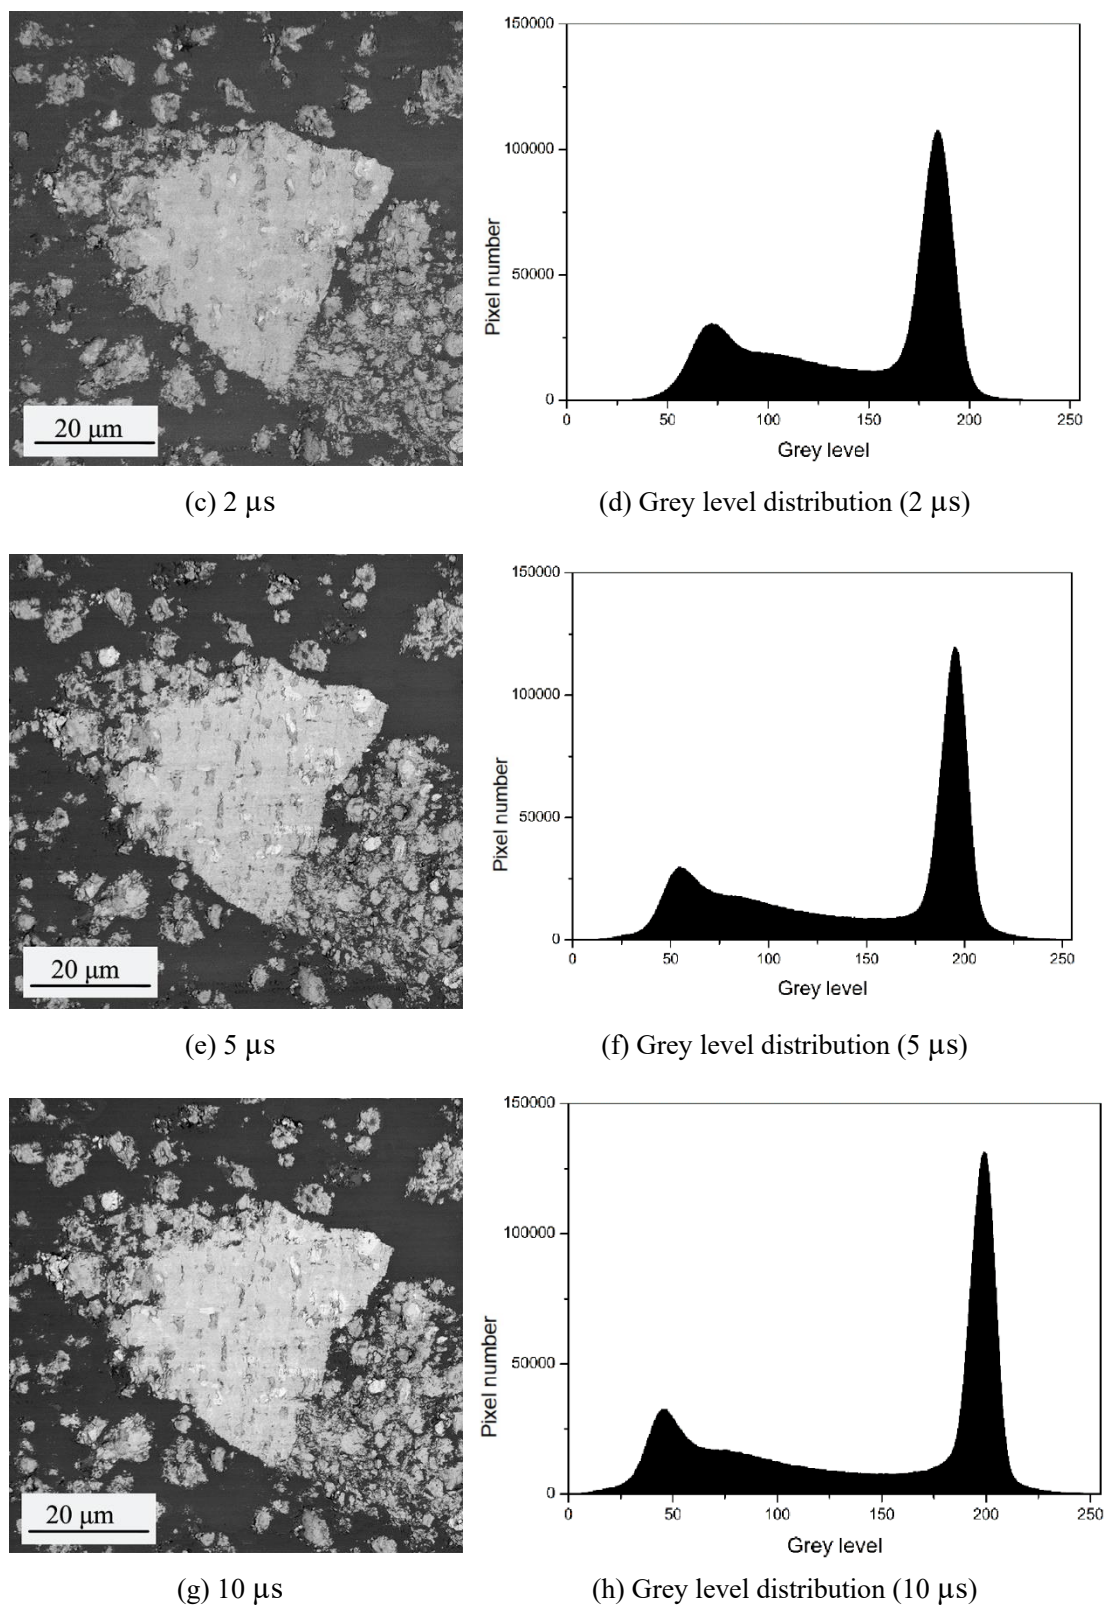 150000
100000
50000
0
Pixel number
0 50 100 150 200 250
Grey level
20 μm
(c) 2 μs
(d) Grey level distribution (2 μs)
150000
100000
50000
0
Pixel number
0 50 100 150 200 250
Grey level
20 μm
(e) 5 μs
(f) Grey level distribution (5 μs)
150000
100000
50000
0
Pixel number
0 50 100 150 200 250
Grey level
20 μm
(g) 10 μs
(h) Grey level distribution (10 μs)